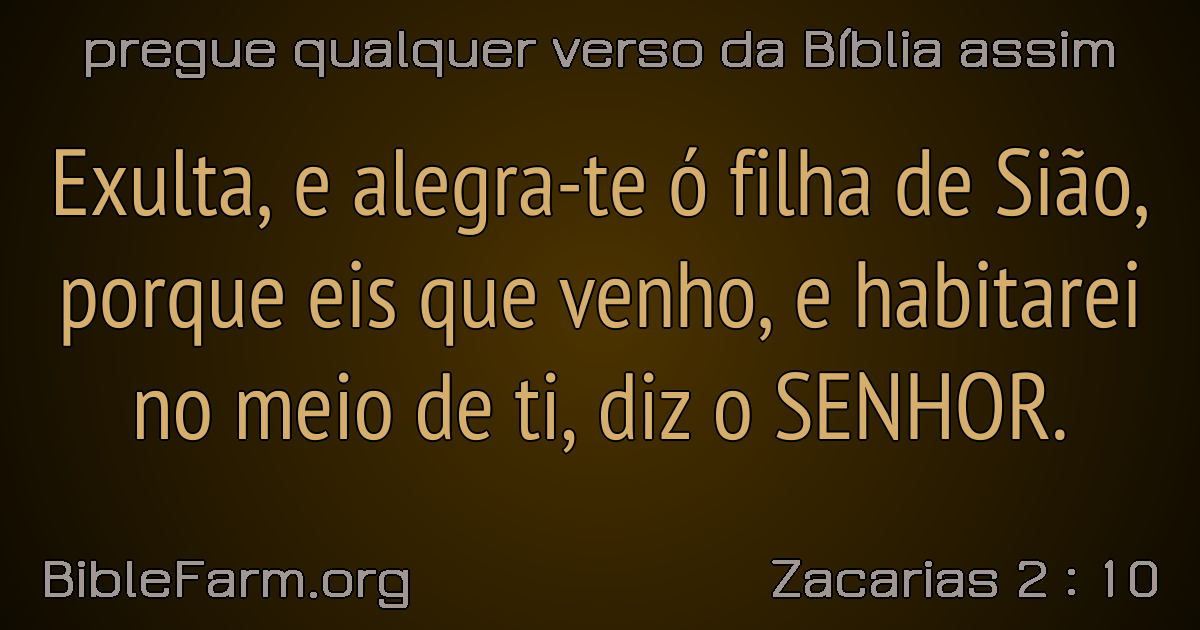 pregue qualquer verso da Bíblia assim
Exulta, e alegra-te ó filha de Sião,
porque eis que venho, e habitarei
no meio de ti, diz o SENHOR.
BibleFarm.org
Zacarias 2 : 10